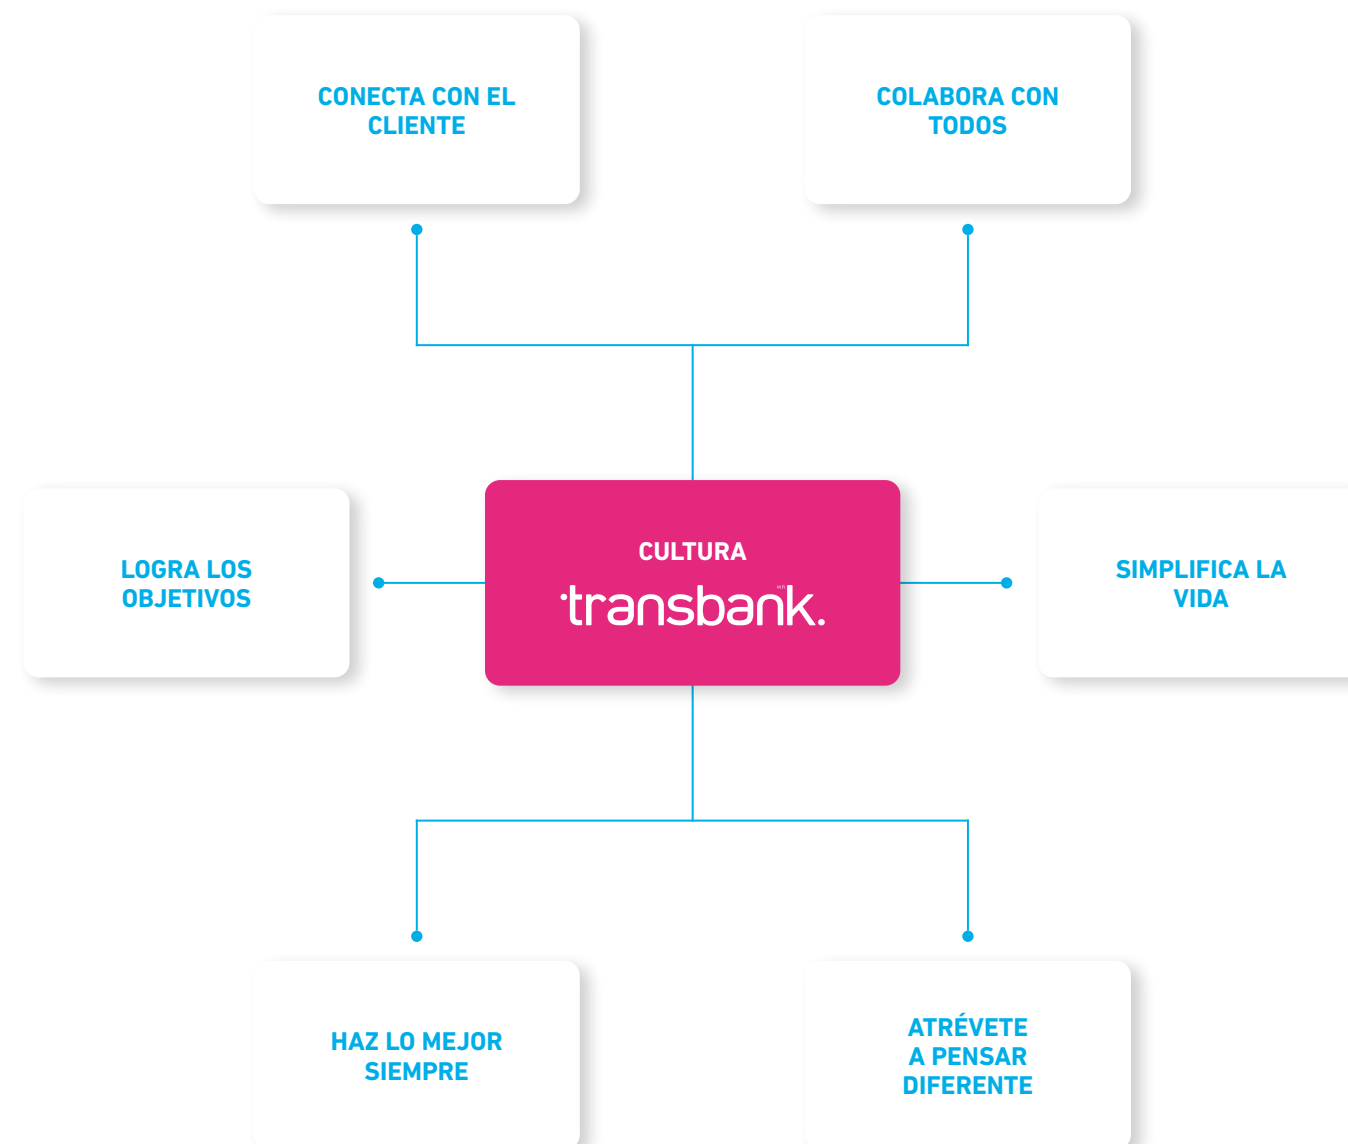 CONECTA CON EL
CLIENTE
COLABORA CON
TODOS
LOGRA LOS
OBJETIVOS
CULTURA
transbank.
SIMPLIFICA LA
VIDA
HAZ LO MEJOR
SIEMPRE
ATRÉVETE
A PENSAR
DIFERENTE